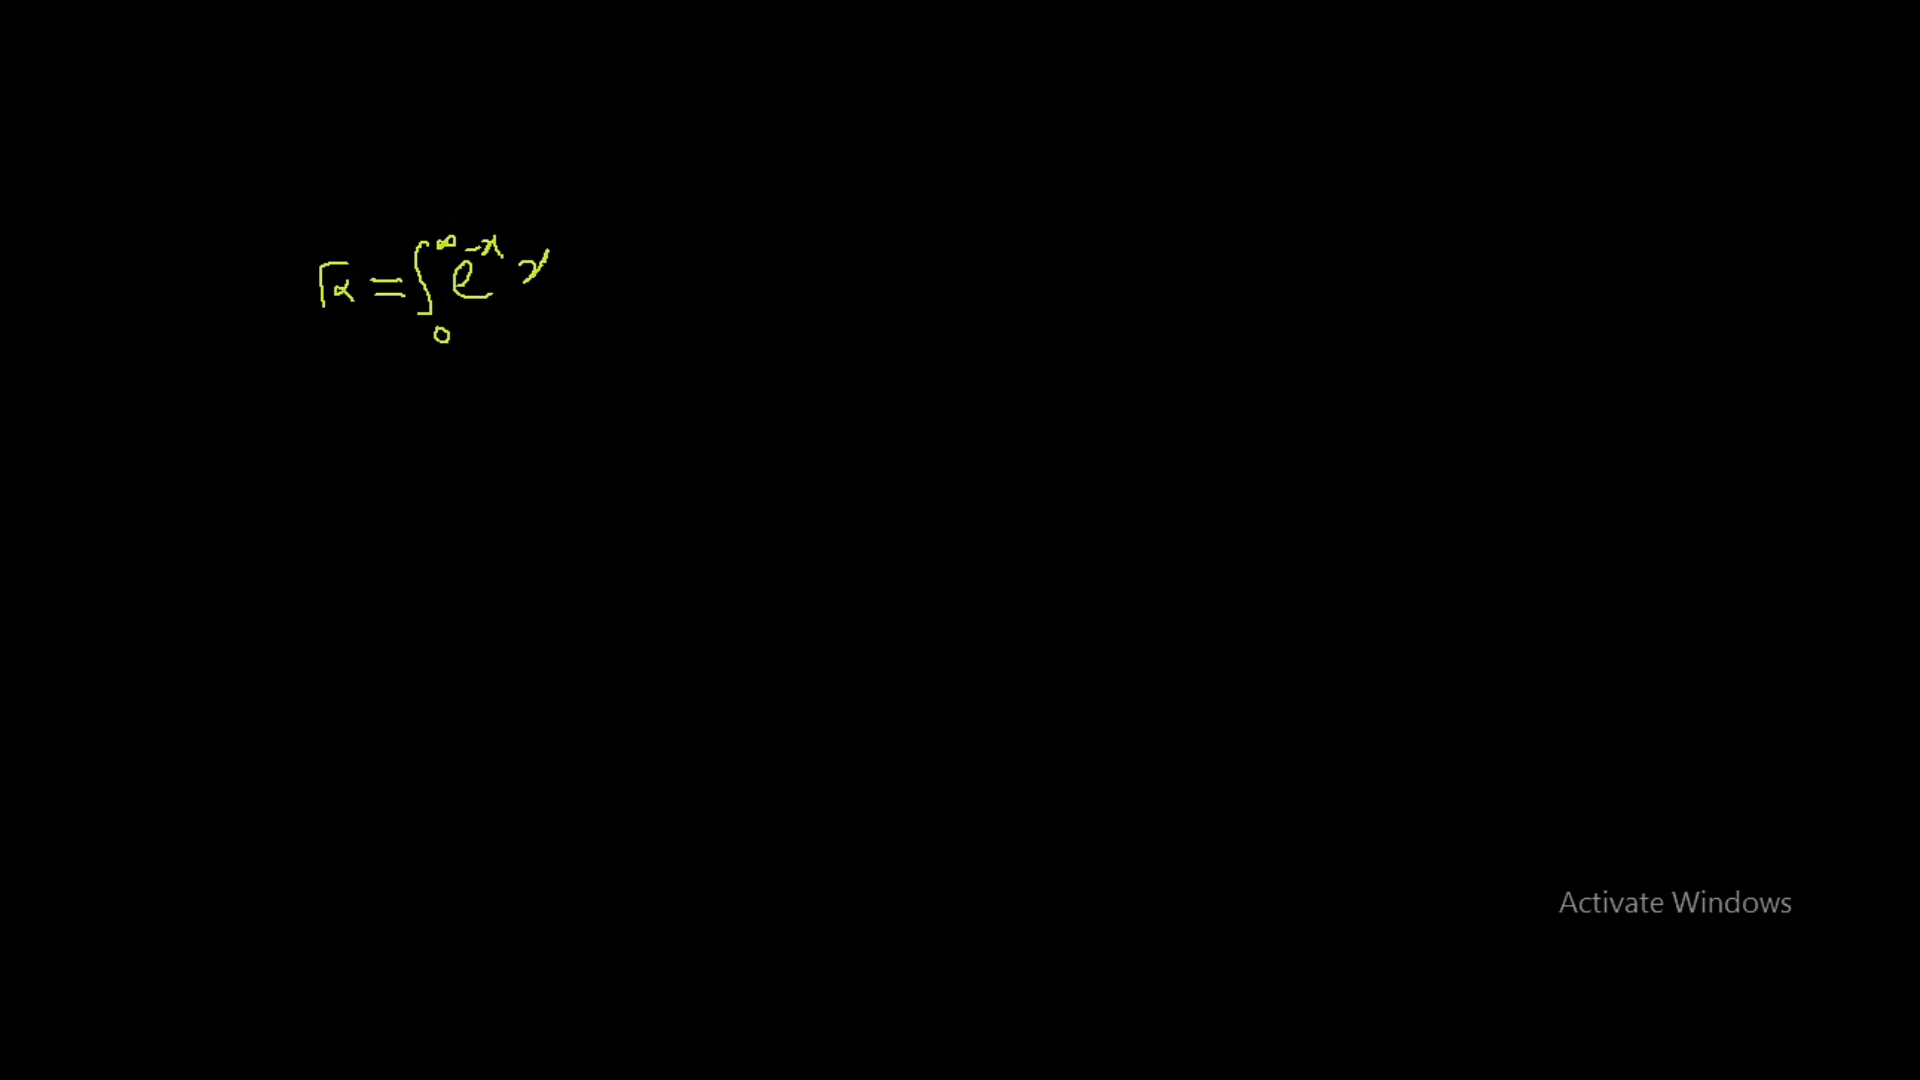 Γα = ∫₀^∞ e^-x x
Activate Windows